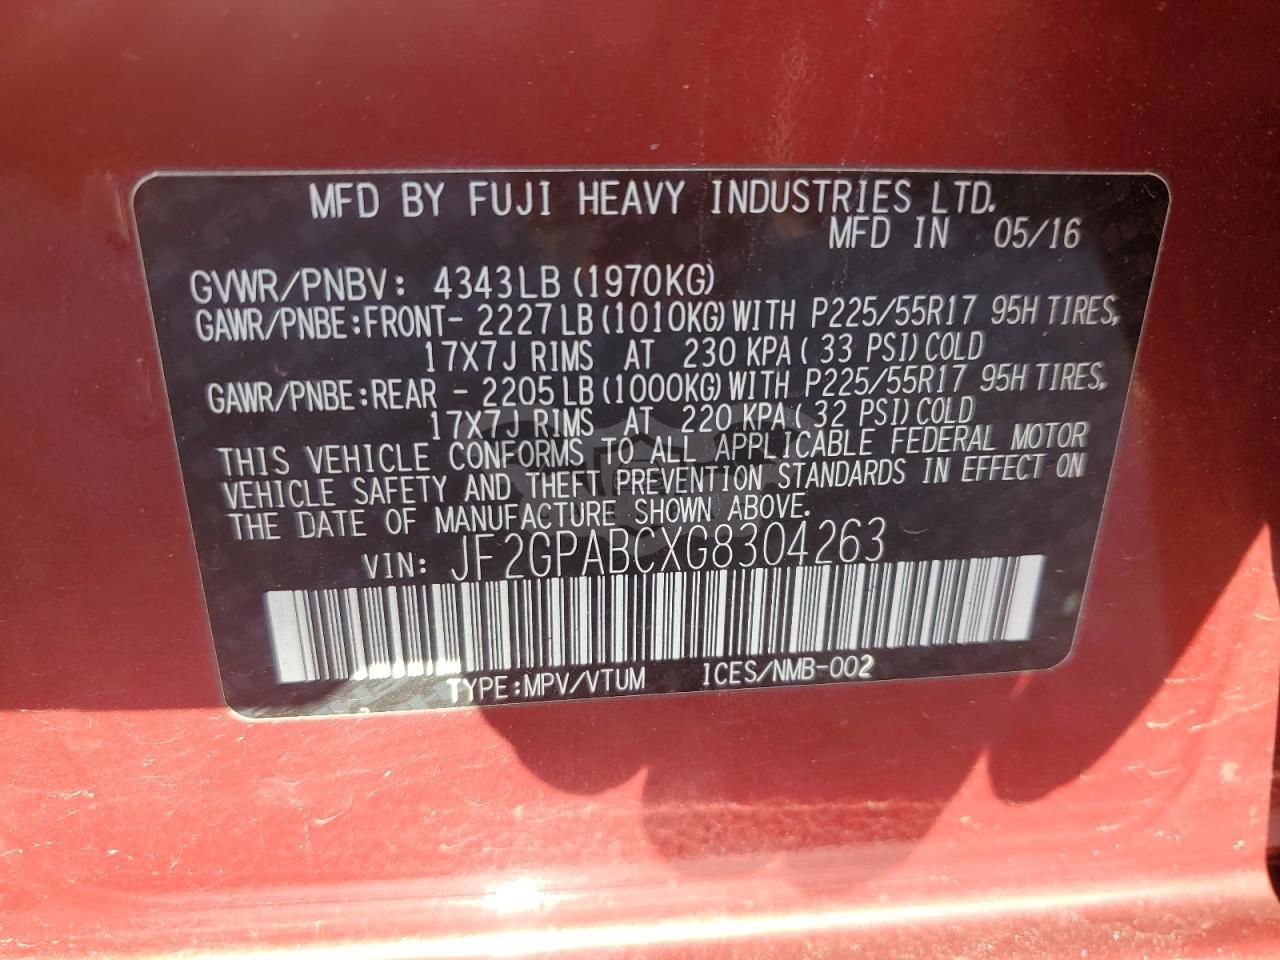 MFD BY FUJI HEAVY INDUSTRIES LTD.
MFD IN 05/16
GVWR/PNBV: 4343LB (1970KG)
GAWR/PNBE:FRONT- 2227LB (1010KG) WITH P225/55R17 95H TIRES,
17X7J RIMS AT 230 KPA( 33 PSI) COLD
GAWR/PNBE:REAR - 2205LB (1000KG) WITH P225/55R17 95H TIRES,
17X7J RIMS AT 220 KPA( 32 PSI) COLD
THIS VEHICLE CONFORMS TO ALL APPLICABLE FEDERAL MOTOR
VEHICLE SAFETY AND THEFT PREVENTION STANDARDS IN EFFECT ON
THE DATE OF MANUFACTURE SHOWN ABOVE.
VIN: JF2GPABCXG8304263
TYPE:MPV/VTUM ICES/NMB-002